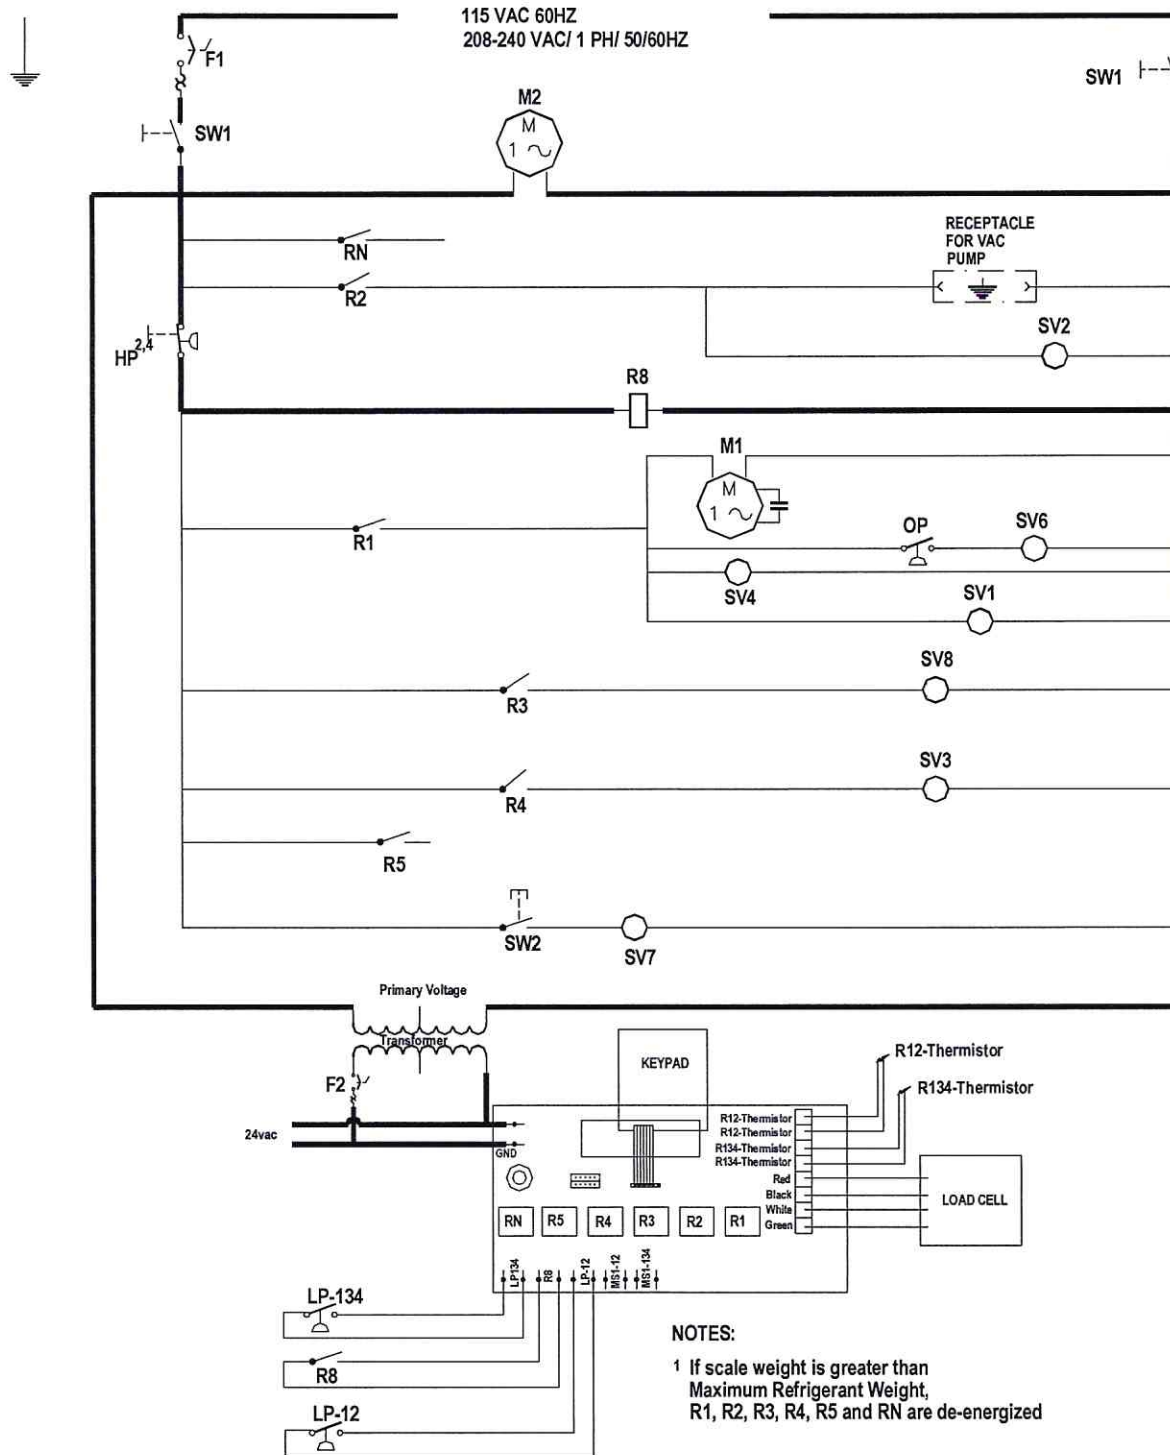 115 VAC 60HZ
208-240 VAC/ 1 PH/ 50/60HZ
F1
SW1
SW1
M2
M
1
RN
R2
RECEPTACLE
FOR VAC
PUMP
SV2
HP 2,4
R8
M1
M
1
R1
OP
SV6
SV4
SV1
SV8
R3
SV3
R4
R5
SW2
SV7
Primary Voltage
Transformer
F2
24vac
GND
KEYPAD
R12-Thermistor
R134-Thermistor
R12-Thermistor
R12-Thermistor
R134-Thermistor
R134-Thermistor
Red
Black
White
Green
LOAD CELL
RN
R5
R4
R3
R2
R1
LP134
R8
LP-12
MS1-12
MS1-134
LP-134
R8
LP-12
NOTES:
1 If scale weight is greater than
Maximum Refrigerant Weight,
R1, R2, R3, R4, R5 and RN are de-energized